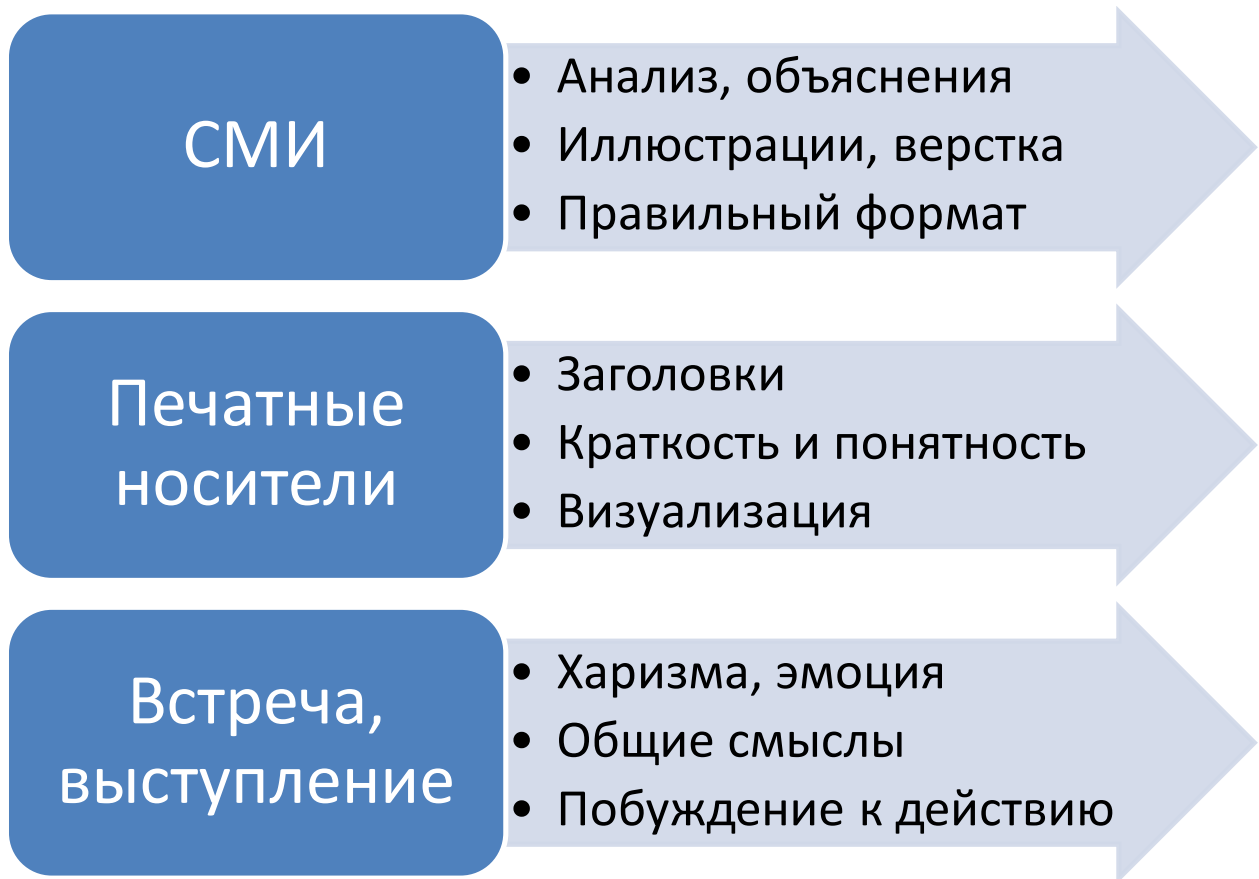 СМИ
• Анализ, объяснения
• Иллюстрации, верстка
• Правильный формат
Печатные
носители
• Заголовки
• Краткость и понятность
• Визуализация
Встреча,
выступление
• Харизма, эмоция
• Общие смыслы
• Побуждение к действию